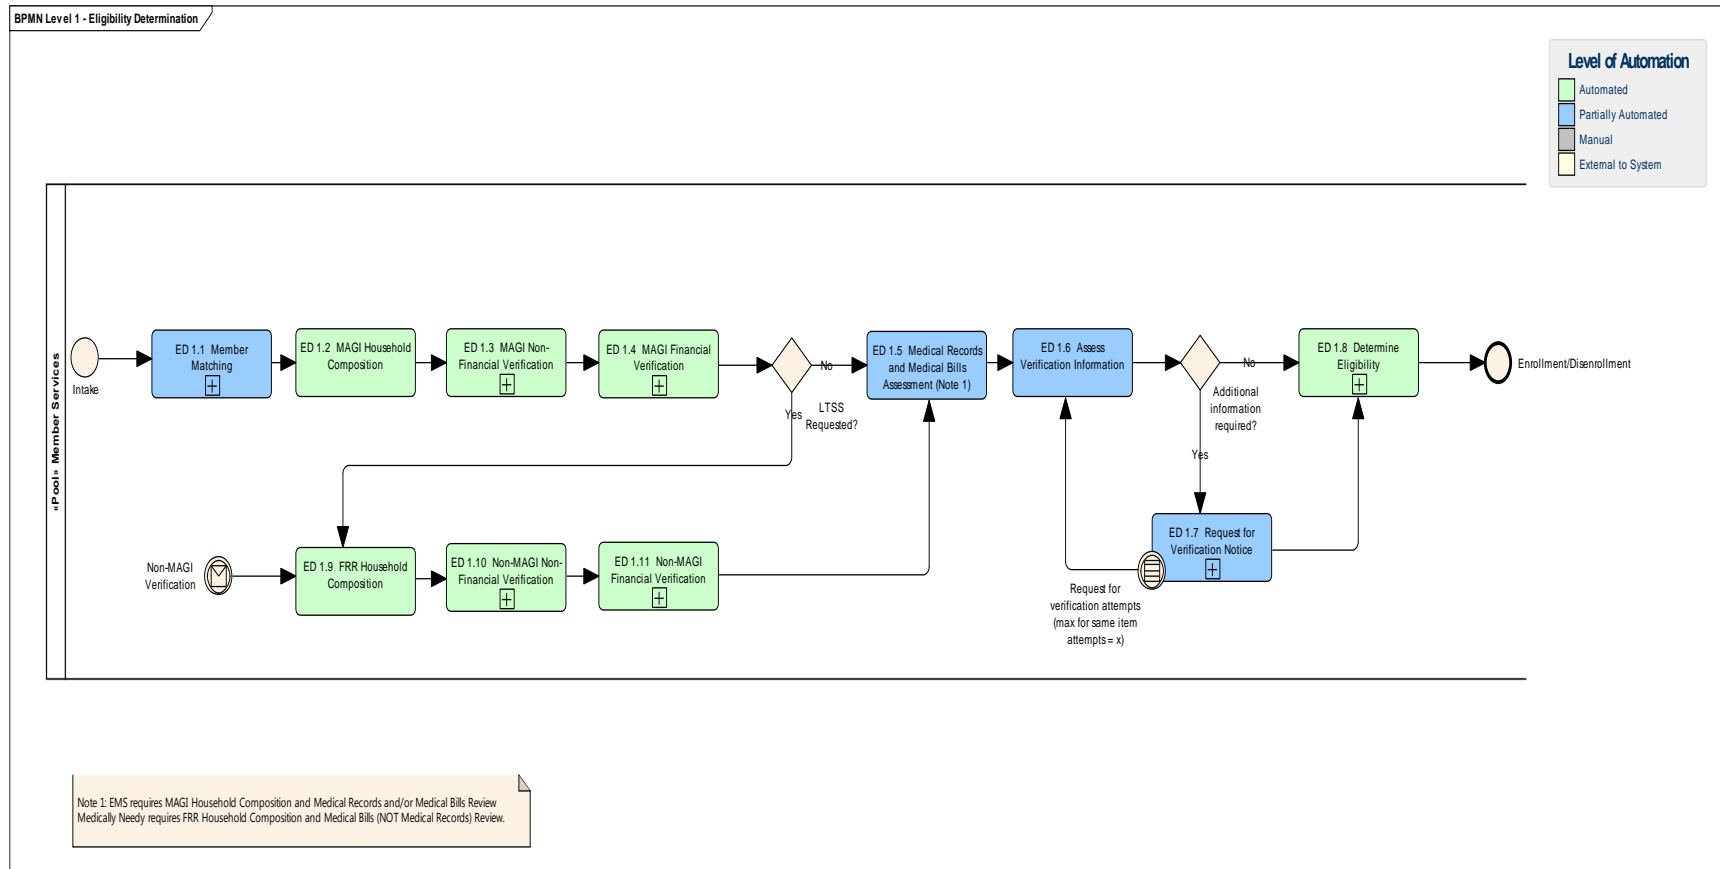 BPMN Level 1 - Eligibility Determination
Level of Automation
Automated
Partially Automated
Manual
External to System
«Pool» Member Services
Intake
ED 1.1 Member
Matching
ED 1.2 MAGI Household
Composition
ED 1.3 MAGI Non-
Financial Verification
ED 1.4 MAGI Financial
Verification
No
Yes
LTSS
Requested?
ED 1.5 Medical Records
and Medical Bills
Assessment (Note 1)
ED 1.6 Assess
Verification Information
No
Additional
information
required?
Yes
ED 1.8 Determine
Eligibility
Enrollment/Disenrollment
Non-MAGI
Verification
ED 1.9 FRR Household
Composition
ED 1.10 Non-MAGI Non-
Financial Verification
ED 1.11 Non-MAGI
Financial Verification
ED 1.7 Request for
Verification Notice
Request for
verification attempts
(max for same item
attempts = x)
Note 1: EMS requires MAGI Household Composition and Medical Records and/or Medical Bills Review
Medically Needy requires FRR Household Composition and Medical Bills (NOT Medical Records) Review.